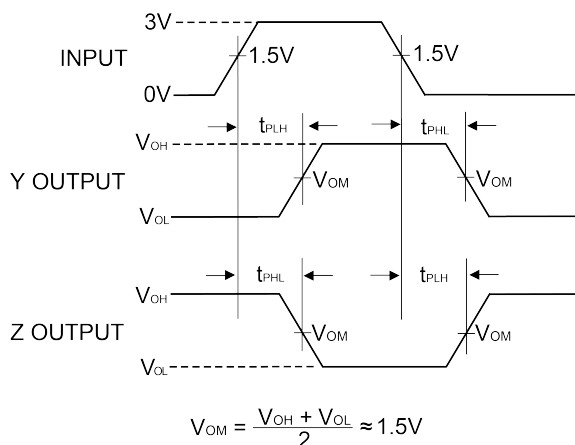 3V
INPUT
1.5V
1.5V
0V
tPLH
tPHL
VOH
Y OUTPUT
VOM
VOM
VOL
tPHL
tPLH
VOH
Z OUTPUT
VOM
VOM
VOL
VOM = VOH + VOL / 2 ≈ 1.5V